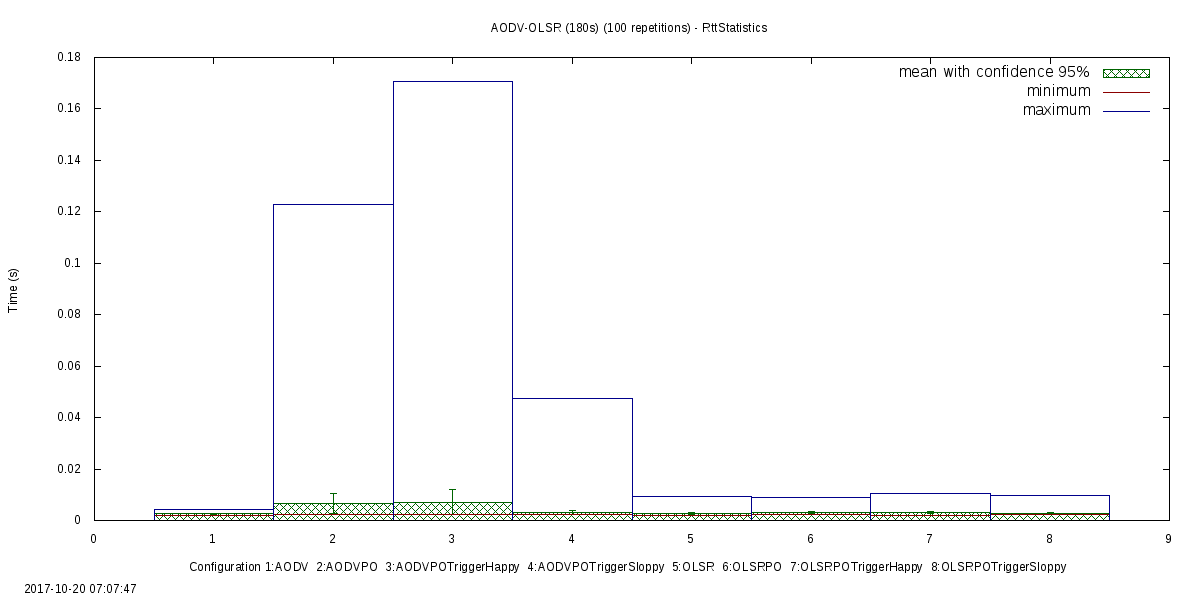 AODV-OLSR (180s) (100 repetitions) - RttStatistics
mean with confidence 95%
minimum
maximum
Time (s)
0.18
0.16
0.14
0.12
0.1
0.08
0.06
0.04
0.02
0
0 1 2 3 4 5 6 7 8 9
Configuration 1:AODV 2:AODVPO 3:AODVPOTriggerHappy 4:AODVPOTriggerSloppy 5:OLSR 6:OLSRPO 7:OLSRPOTriggerHappy 8:OLSRPOTriggerSloppy
2017-10-20 07:07:47